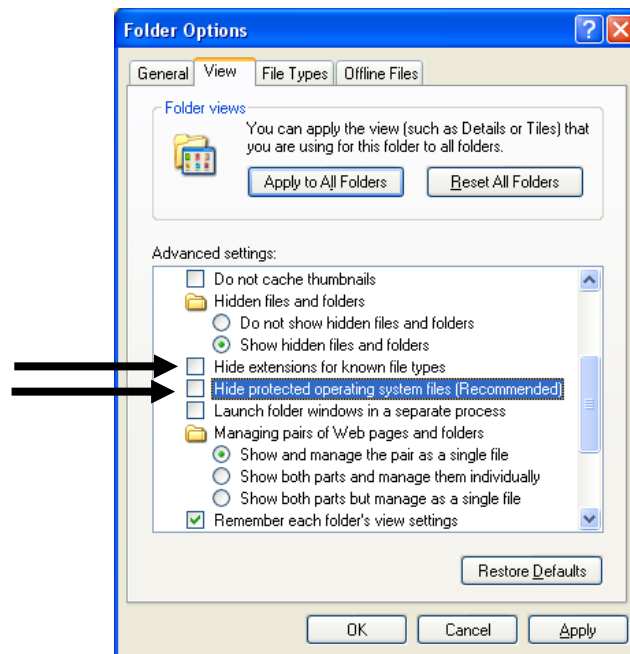 Folder Options
General View File Types Offline Files
Folder views
You can apply the view (such as Details or Tiles) that
you are using for this folder to all folders.
Apply to All Folders Reset All Folders
Advanced settings:
Do not cache thumbnails
Hidden files and folders
Do not show hidden files and folders
Show hidden files and folders
Hide extensions for known file types
Hide protected operating system files (Recommended)
Launch folder windows in a separate process
Managing pairs of Web pages and folders
Show and manage the pair as a single file
Show both parts and manage them individually
Show both parts but manage as a single file
Remember each folder's view settings
Restore Defaults
OK Cancel Apply